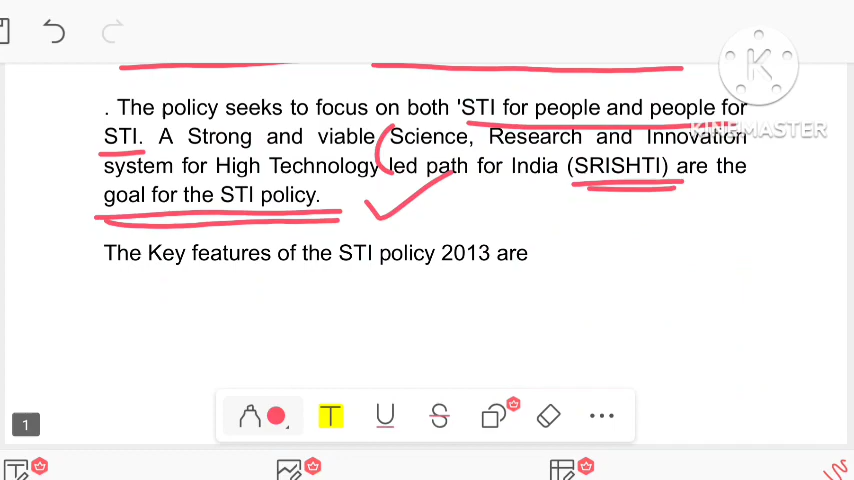 . The policy seeks to focus on both 'STI for people and people for
STI. A Strong and viable Science, Research and Innovation
system for High Technology led path for India (SRISHTI) are the
goal for the STI policy.
The Key features of the STI policy 2013 are
KINEMASTER
1